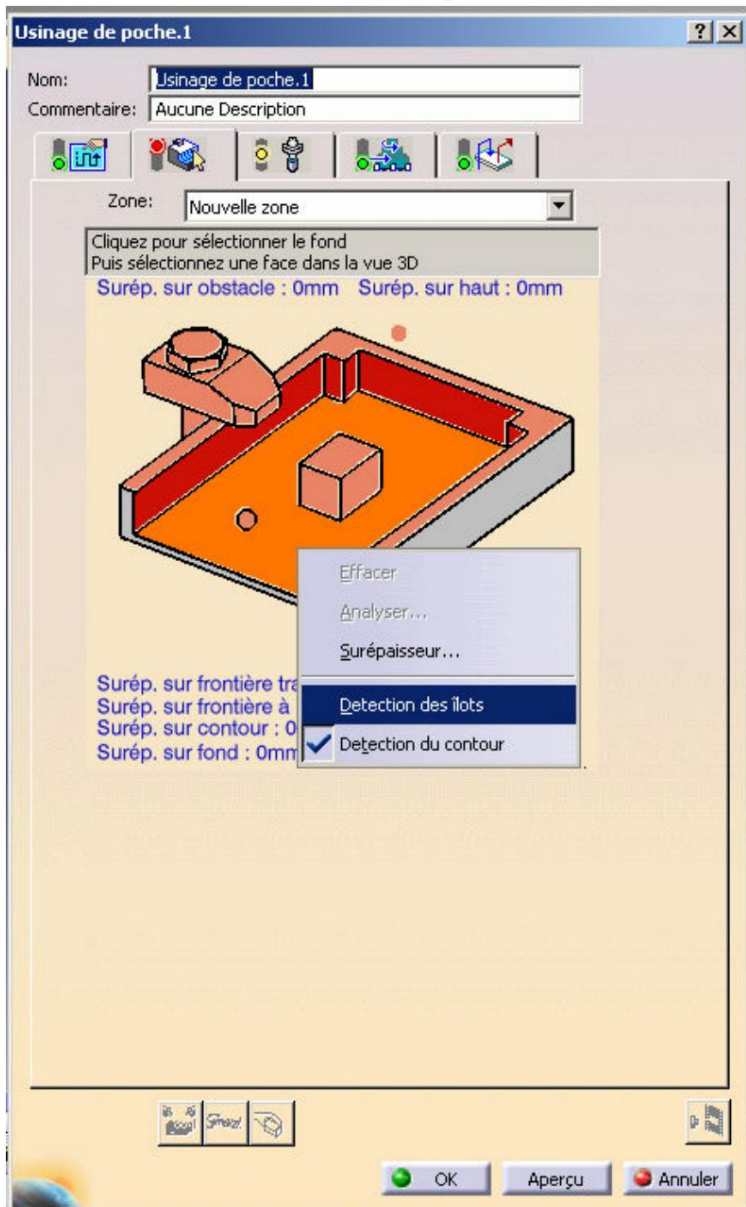 Usinage de poche.1
Nom: Usinage de poche.1
Commentaire: Aucune Description
Zone: Nouvelle zone
Cliquez pour sélectionner le fond
Puis sélectionnez une face dans la vue 3D
Surép. sur obstacle : 0mm Surép. sur haut : 0mm
Effacer
Analyser...
Surépaisseur...
Detection des îlots
Detection du contour
Surép. sur frontière
Surép. sur frontière à
Surép. sur contour : 0
Surép. sur fond : 0mm
OK Aperçu Annuler